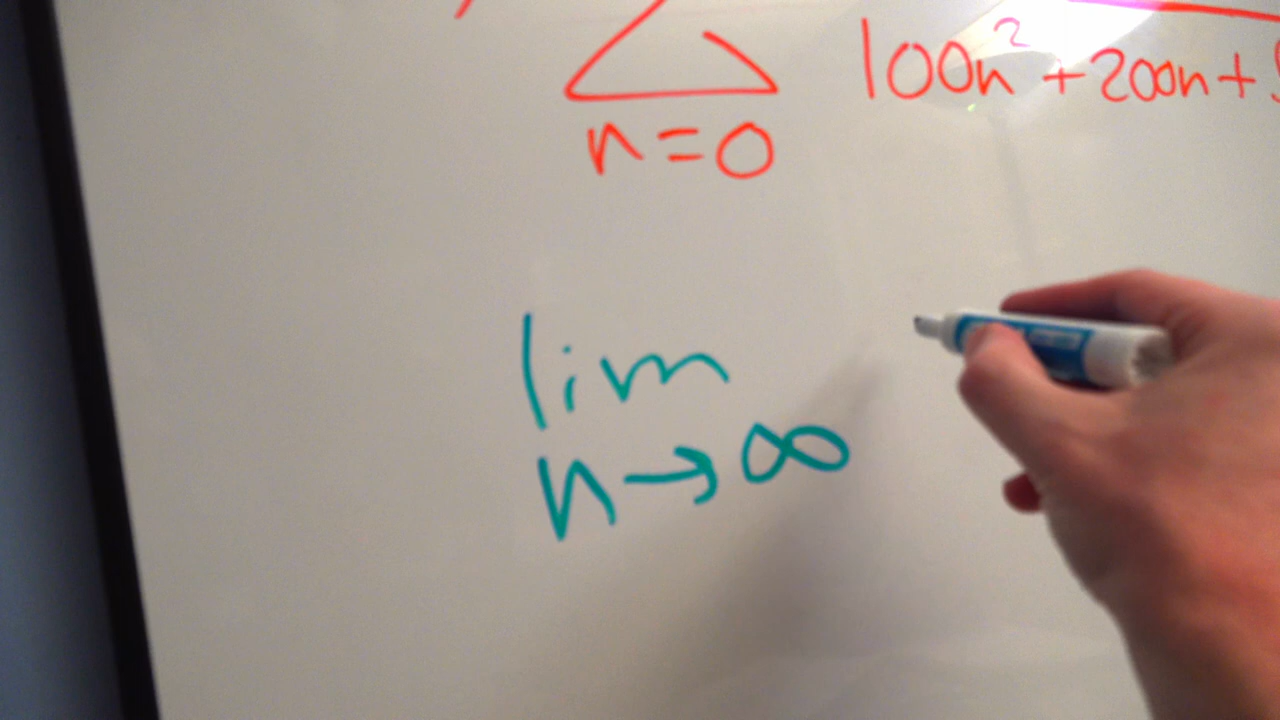 100n² + 200n +
n = 0
lim
n → ∞